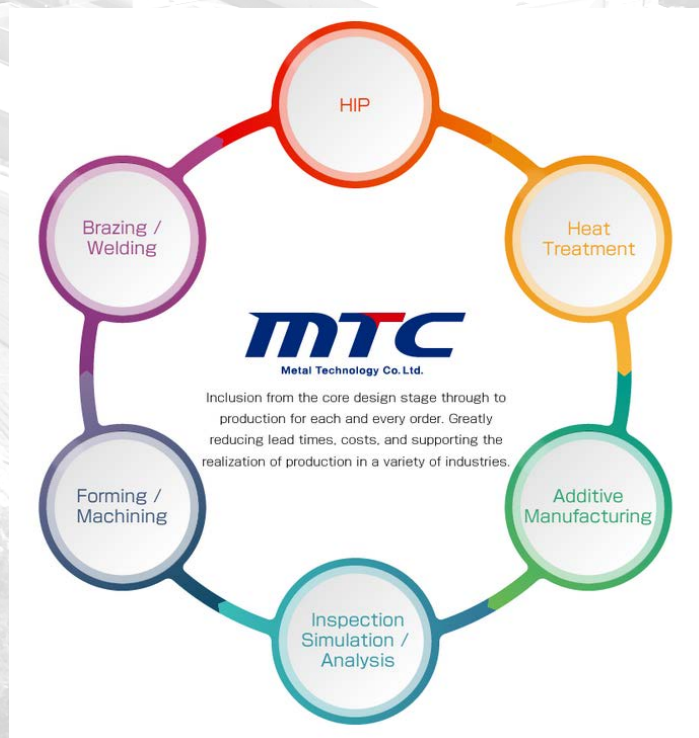 HIP
Heat
Treatment
Additive
Manufacturing
Inspection
Simulation /
Analysis
Forming /
Machining
Brazing /
Welding
MTC
Metal Technology Co. Ltd.
Inclusion from the core design stage through to
production for each and every order. Greatly
reducing lead times, costs, and supporting the
realization of production in a variety of industries.